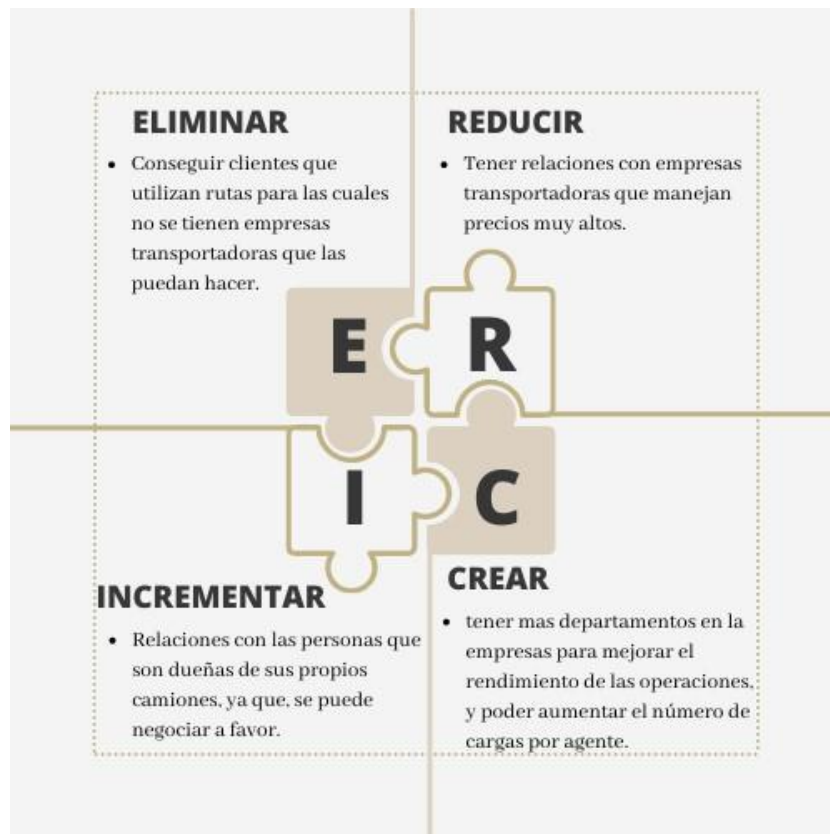 ELIMINAR
• Conseguir clientes que
utilizan rutas para las cuales
no se tienen empresas
transportadoras que las
puedan hacer.
REDUCIR
• Tener relaciones con empresas
transportadoras que manejan
precios muy altos.
E
R
I
C
INCREMENTAR
• Relaciones con las personas que
son dueñas de sus propios
camiones, ya que, se puede
negociar a favor.
CREAR
• tener mas departamentos en la
empresas para mejorar el
rendimiento de las operaciones,
y poder aumentar el número de
cargas por agente.